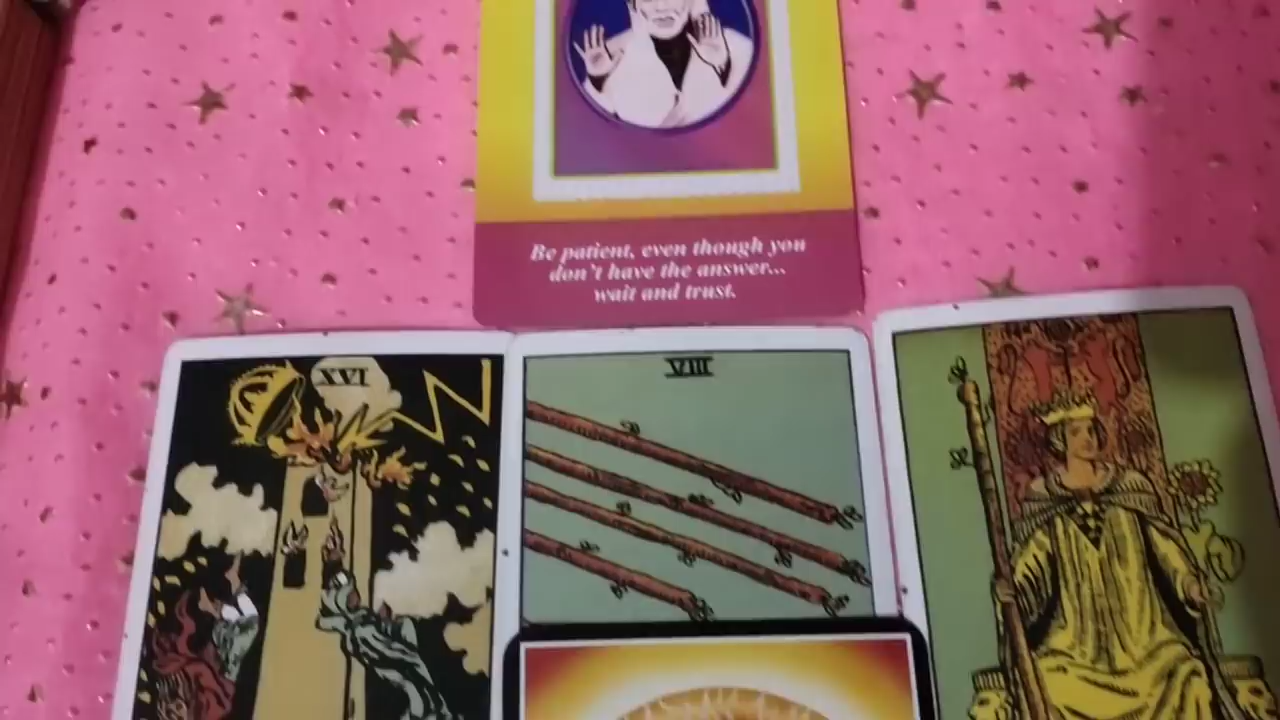 Be patient, even though you
don't have the answer...
wait and trust.
XVI
VIII